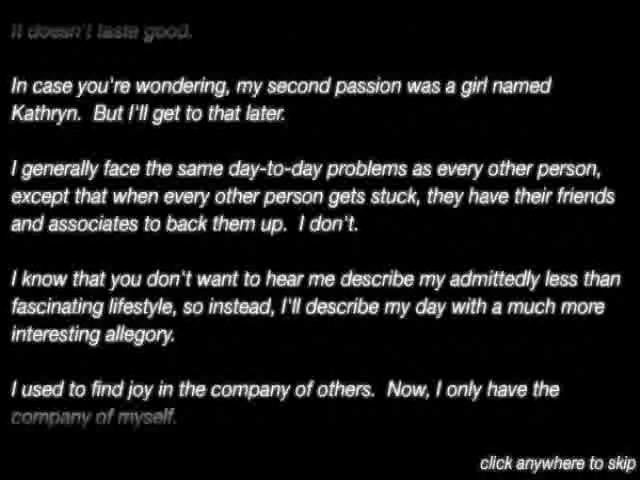 It doesn't taste good.
In case you're wondering, my second passion was a girl named
Kathryn.  But I'll get to that later.
I generally face the same day-to-day problems as every other person,
except that when every other person gets stuck, they have their friends
and associates to back them up.  I don't.
I know that you don't want to hear me describe my admittedly less than
fascinating lifestyle, so instead, I'll describe my day with a much more
interesting allegory.
I used to find joy in the company of others.  Now, I only have the
company of myself.
click anywhere to skip